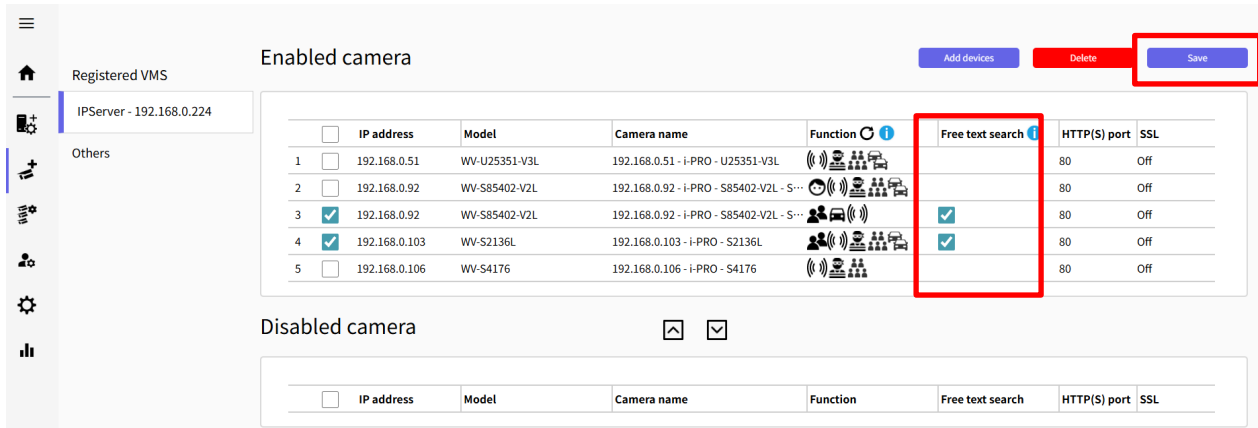 Enabled camera
Add devices
Delete
Save
Registered VMS
IPServer - 192.168.0.224
Others
IP address Model Camera name Function Free text search HTTP(S) port SSL
1 192.168.0.51 WV-U25351-V3L 192.168.0.51 - i-PRO - U25351-V3L 80 Off
2 192.168.0.92 WV-S85402-V2L 192.168.0.92 - i-PRO - S85402-V2L - S··· 80 Off
3 192.168.0.92 WV-S85402-V2L 192.168.0.92 - i-PRO - S85402-V2L - S··· 80 Off
4 192.168.0.103 WV-S2136L 192.168.0.103 - i-PRO - S2136L 80 Off
5 192.168.0.106 WV-S4176 192.168.0.106 - i-PRO - S4176 80 Off
Disabled camera
IP address Model Camera name Function Free text search HTTP(S) port SSL